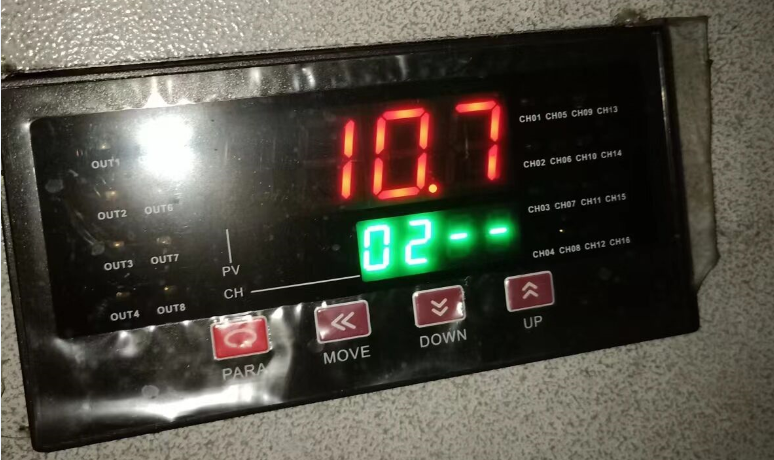 10.7
02--
OUT1
OUT2 OUT6
OUT3 OUT7
OUT4 OUT8
PV
CH
CH01 CH05 CH09 CH13
CH02 CH06 CH10 CH14
CH03 CH07 CH11 CH15
CH04 CH08 CH12 CH16
PARA
MOVE
DOWN
UP